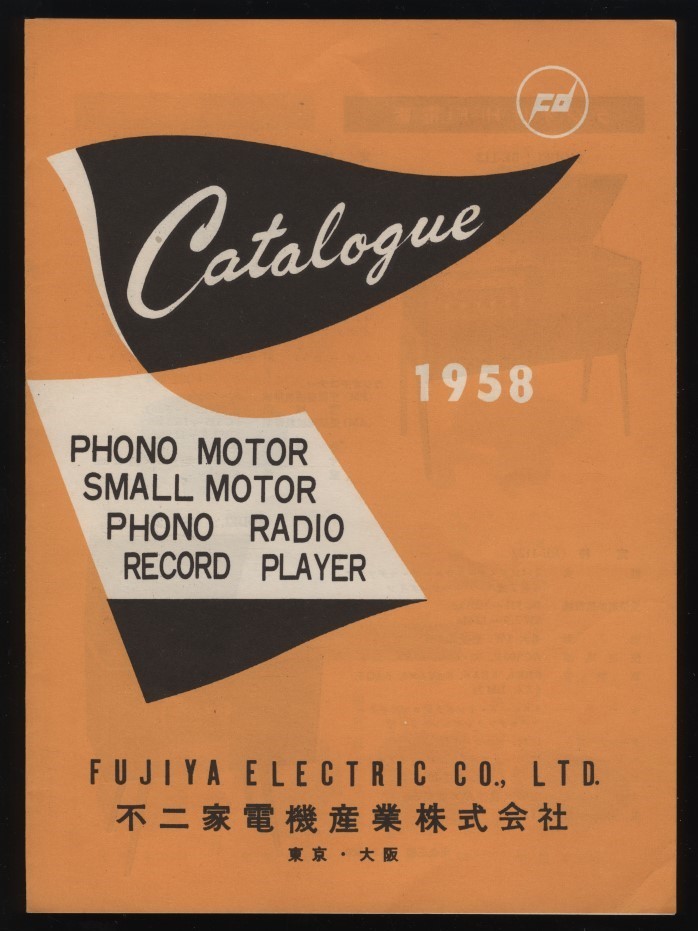 FD
Catalogue
1958
PHONO MOTOR
SMALL MOTOR
PHONO RADIO
RECORD PLAYER
FUJIYA ELECTRIC CO., LTD.
不二家電機産業株式会社
東京・大阪